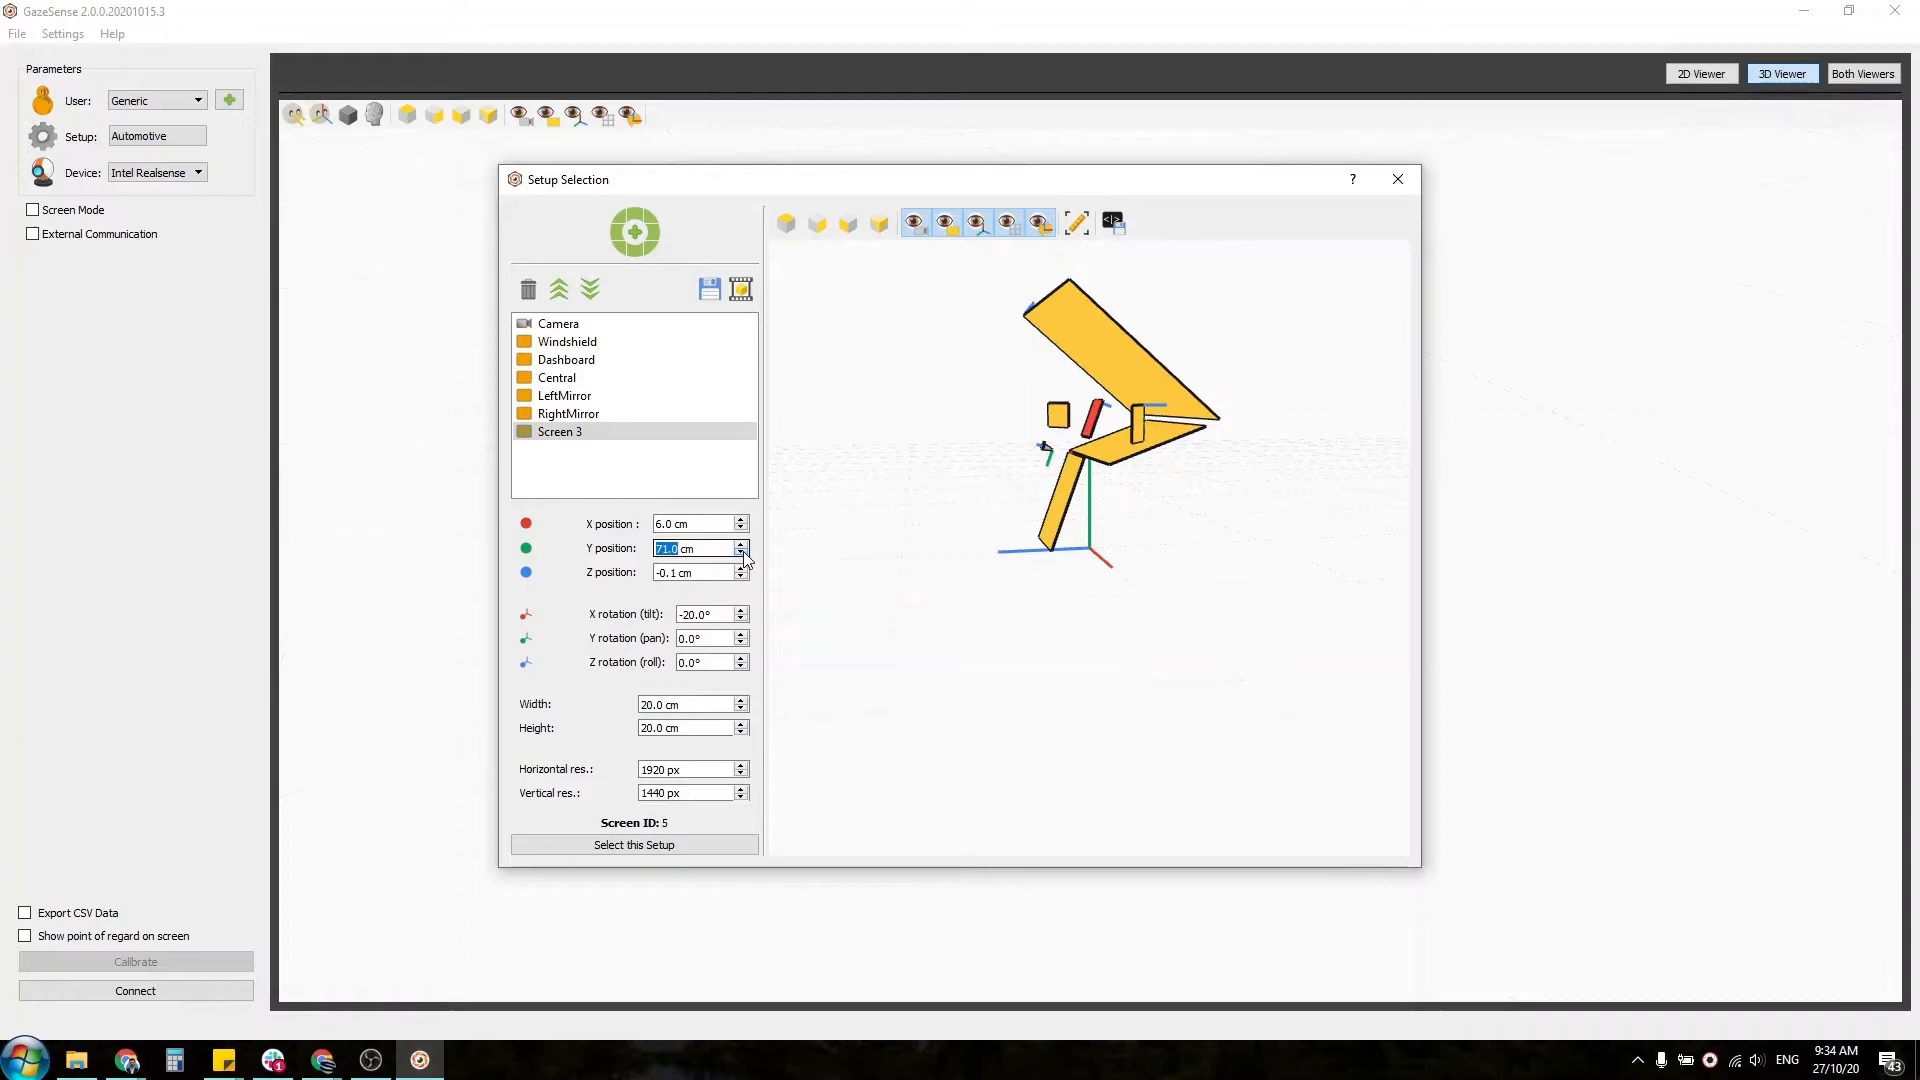 GazeSense 2.0.0.20201015.3
File Settings Help
Parameters
User: Generic
Setup: Automotive
Device: Intel Realsense
Screen Mode
External Communication
2D Viewer 3D Viewer Both Viewers
Setup Selection ?
Camera
Windshield
Dashboard
Central
LeftMirror
RightMirror
Screen 3
X position : 6.0 cm
Y position: 71.0 cm
Z position: -0.1 cm
X rotation (tilt): -20.0°
Y rotation (pan): 0.0°
Z rotation (roll): 0.0°
Width: 20.0 cm
Height: 20.0 cm
Horizontal res.: 1920 px
Vertical res.: 1440 px
Screen ID: 5
Select this Setup
Export CSV Data
Show point of regard on screen
Calibrate
Connect
1
ENG
9:34 AM
27/10/20
43